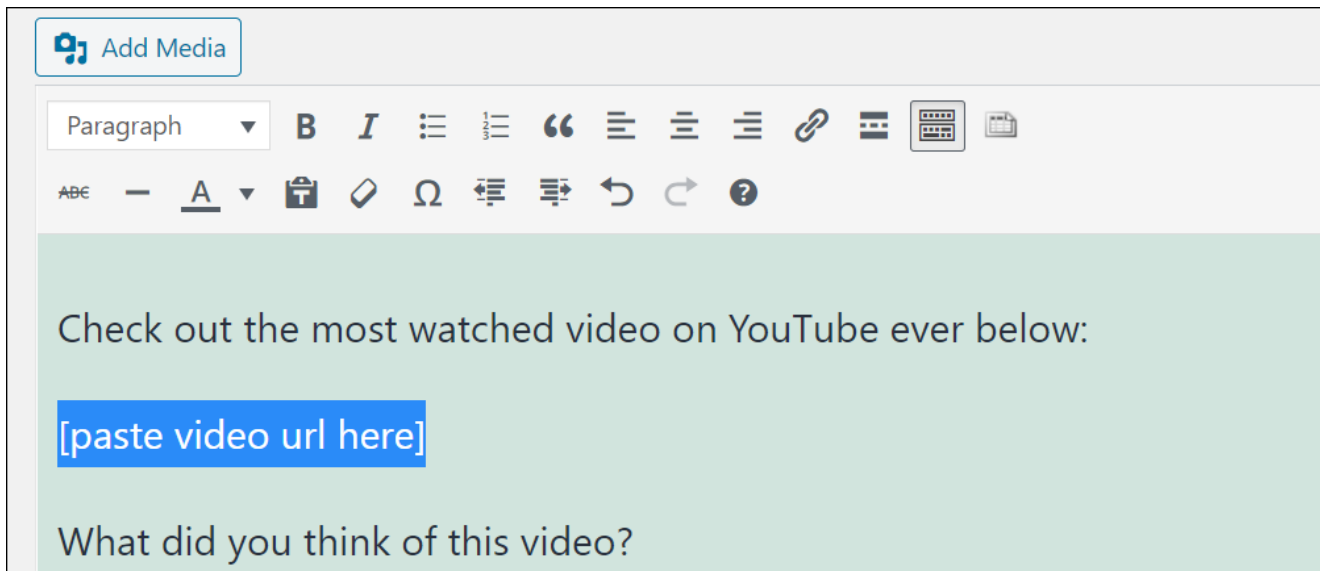 Add Media
Paragraph
ABC A Ω
Check out the most watched video on YouTube ever below:
[paste video url here]
What did you think of this video?